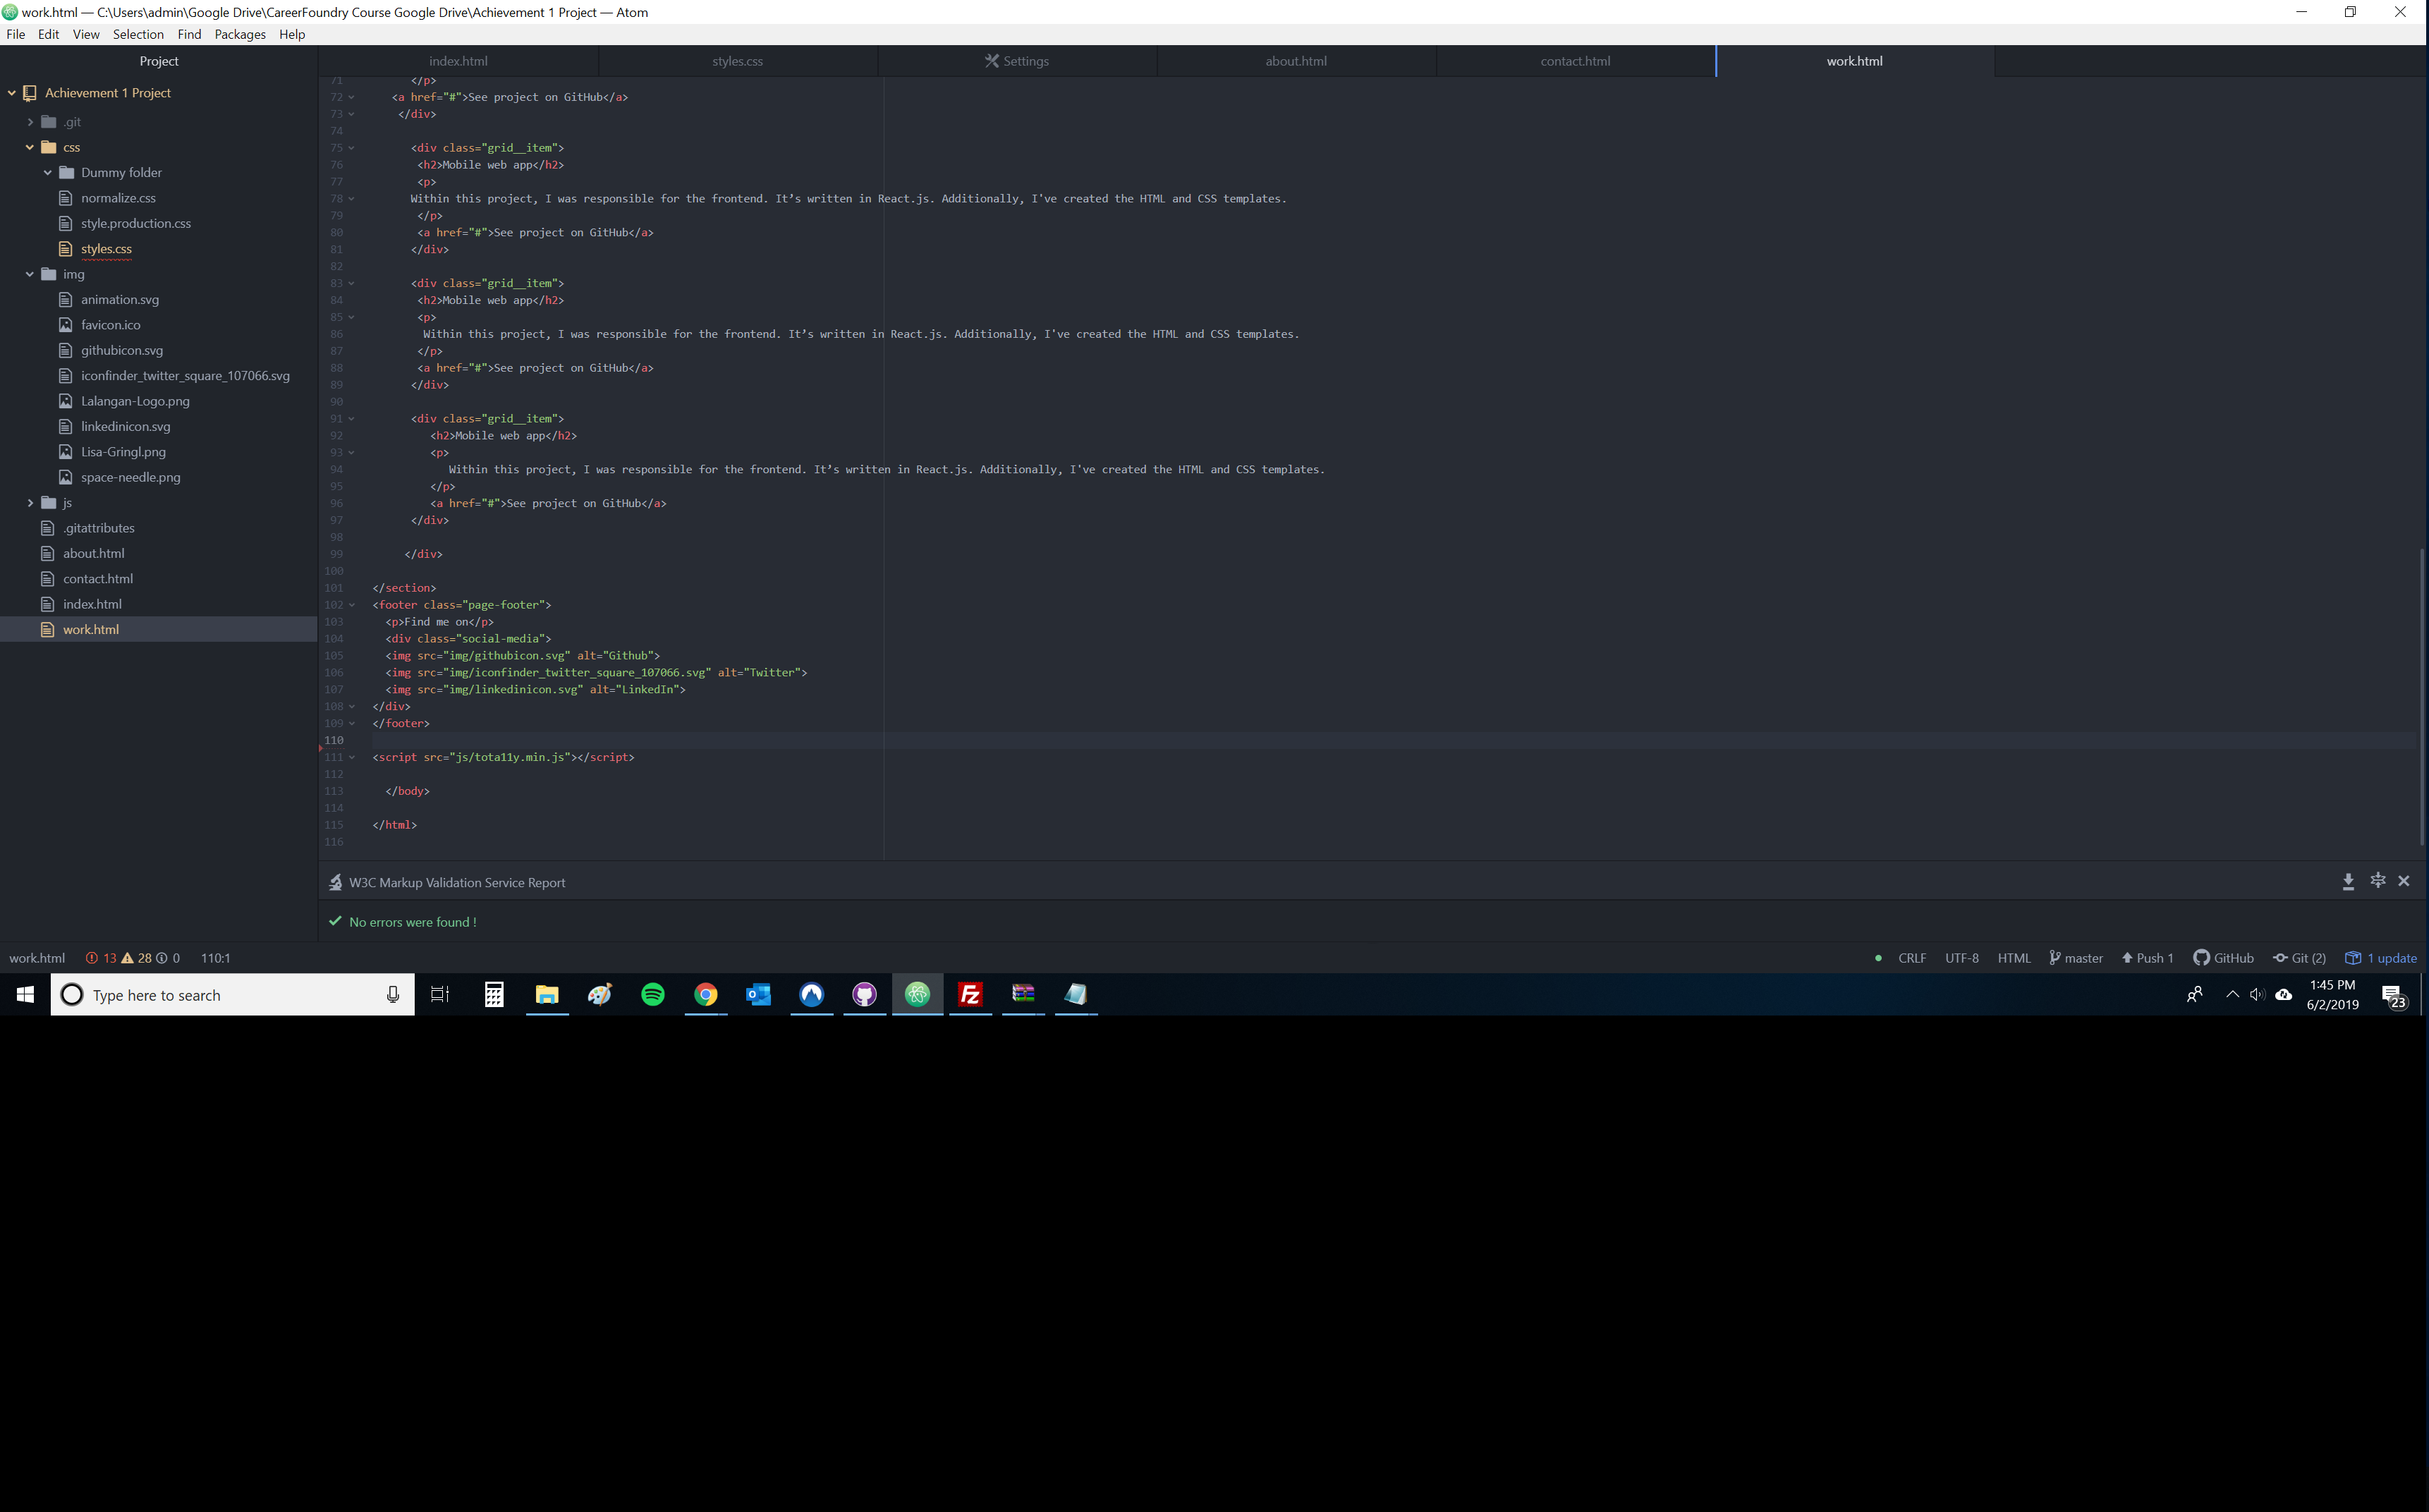 work.html — C:\Users\admin\Google Drive\CareerFoundry Course Google Drive\Achievement 1 Project — Atom
File Edit View Selection Find Packages Help
Project
Achievement 1 Project
.git
css
Dummy folder
normalize.css
style.production.css
styles.css
img
animation.svg
favicon.ico
githubicon.svg
iconfinder_twitter_square_107066.svg
Lalangan-Logo.png
linkedinicon.svg
Lisa-Gringl.png
space-needle.png
js
.gitattributes
about.html
contact.html
index.html
work.html
index.html styles.css Settings about.html contact.html work.html
71 </p>
72 <a href="#">See project on GitHub</a>
73 </div>
74
75 <div class="grid__item">
76 <h2>Mobile web app</h2>
77 <p>
78 Within this project, I was responsible for the frontend. It’s written in React.js. Additionally, I've created the HTML and CSS templates.
79 </p>
80 <a href="#">See project on GitHub</a>
81 </div>
82
83 <div class="grid__item">
84 <h2>Mobile web app</h2>
85 <p>
86 Within this project, I was responsible for the frontend. It’s written in React.js. Additionally, I've created the HTML and CSS templates.
87 </p>
88 <a href="#">See project on GitHub</a>
89 </div>
90
91 <div class="grid__item">
92 <h2>Mobile web app</h2>
93 <p>
94 Within this project, I was responsible for the frontend. It’s written in React.js. Additionally, I've created the HTML and CSS templates.
95 </p>
96 <a href="#">See project on GitHub</a>
97 </div>
98
99 </div>
100
101 </section>
102 <footer class="page-footer">
103 <p>Find me on</p>
104 <div class="social-media">
105 <img src="img/githubicon.svg" alt="Github">
106 <img src="img/iconfinder_twitter_square_107066.svg" alt="Twitter">
107 <img src="img/linkedinicon.svg" alt="LinkedIn">
108 </div>
109 </footer>
110
111 <script src="js/tota11y.min.js"></script>
112
113 </body>
114
115 </html>
116
W3C Markup Validation Service Report
No errors were found !
work.html 13 28 0 110:1 CRLF UTF-8 HTML master Push 1 GitHub Git (2) 1 update
Type here to search
1:45 PM
6/2/2019
23